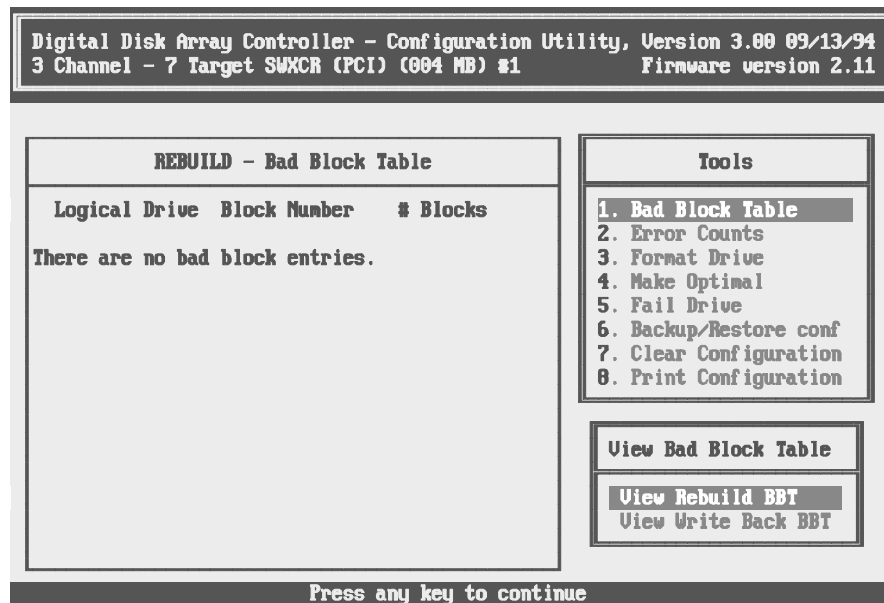 Digital Disk Array Controller - Configuration Utility, Version 3.00 09/13/94
3 Channel - 7 Target SWXCR (PCI) (004 MB) #1 Firmware version 2.11
REBUILD - Bad Block Table
Logical Drive Block Number # Blocks
There are no bad block entries.
Tools
1. Bad Block Table
2. Error Counts
3. Format Drive
4. Make Optimal
5. Fail Drive
6. Backup/Restore conf
7. Clear Configuration
8. Print Configuration
View Bad Block Table
View Rebuild BBT
View Write Back BBT
Press any key to continue